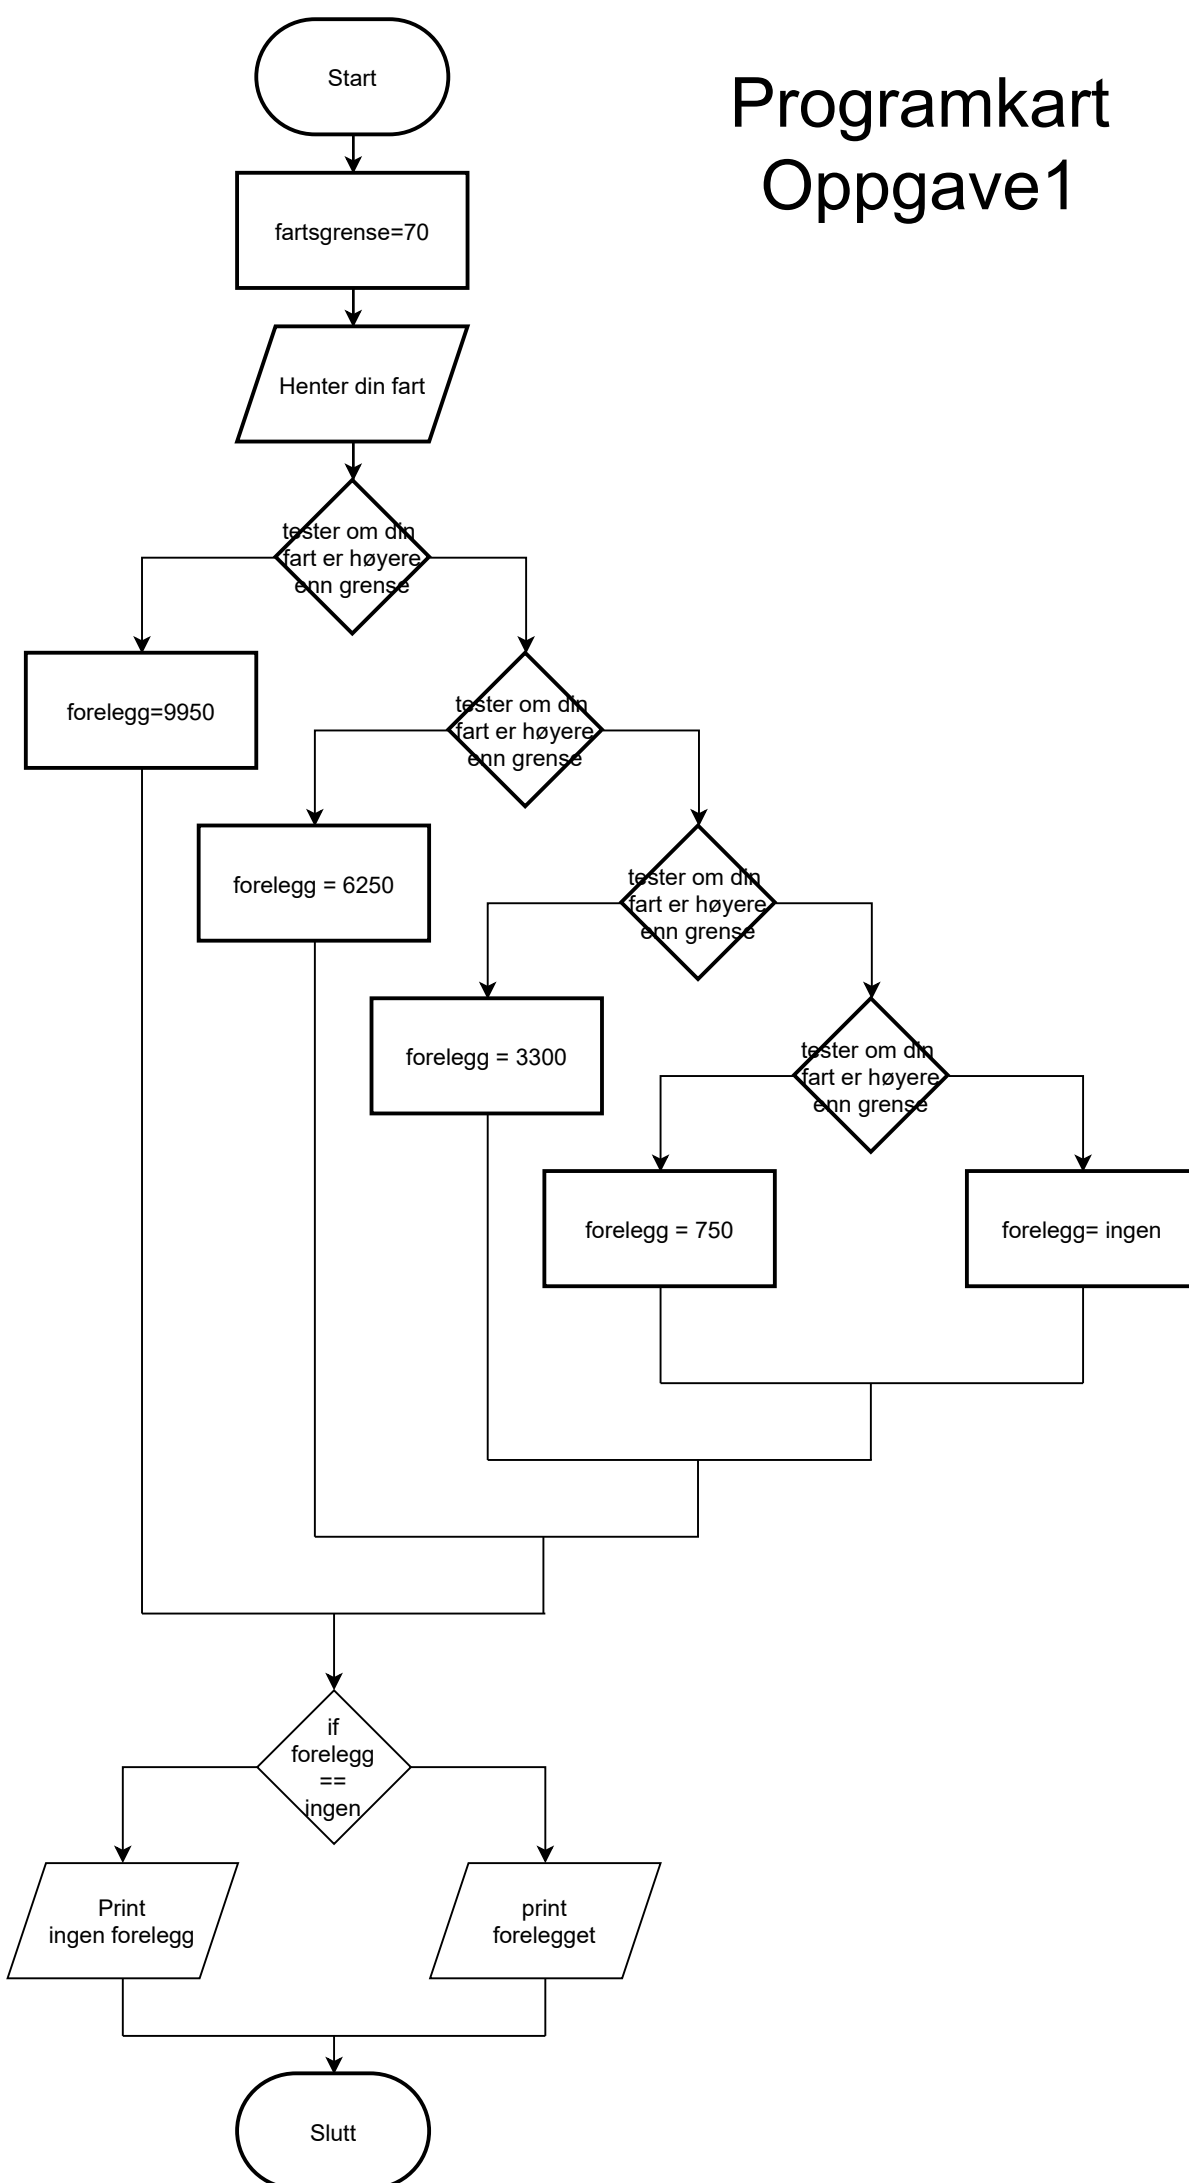 Start
Programkart
Oppgave1
fartsgrense=70
Henter din fart
tester om din
fart er høyere
enn grense
forelegg=9950
tester om din
fart er høyere
enn grense
forelegg = 6250
tester om din
fart er høyere
enn grense
forelegg = 3300
tester om din
fart er høyere
enn grense
forelegg = 750
forelegg= ingen
if
forelegg
==
ingen
Print
ingen forelegg
print
forelegget
Slutt